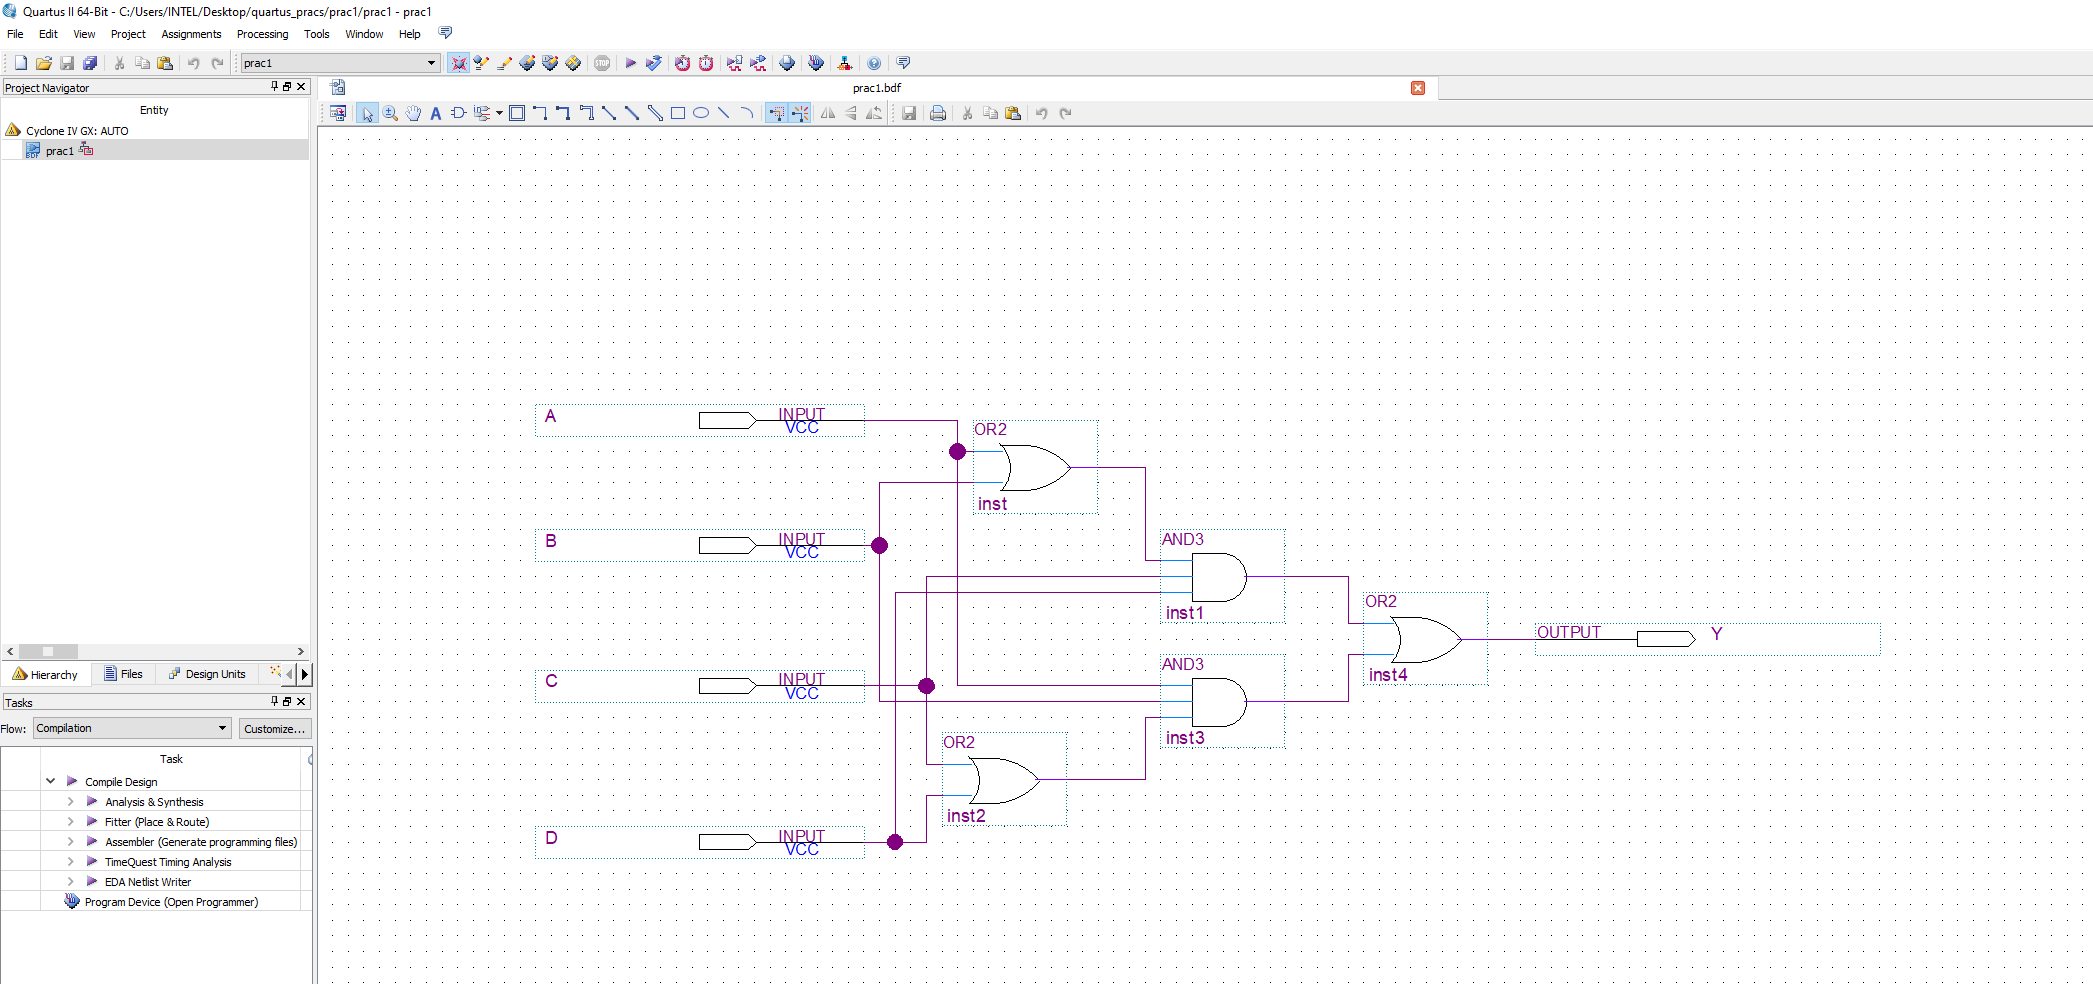 Quartus II 64-Bit - C:/Users/INTEL/Desktop/quartus_pracs/prac1/prac1 - prac1
File Edit View Project Assignments Processing Tools Window Help
prac1
STOP
Project Navigator
Entity
Cyclone IV GX: AUTO
BDF prac1
Hierarchy Files Design Units
Tasks
Flow: Compilation Customize...
Task
Compile Design
Analysis & Synthesis
Fitter (Place & Route)
Assembler (Generate programming files)
TimeQuest Timing Analysis
EDA Netlist Writer
Program Device (Open Programmer)
prac1.bdf
A INPUT
VCC
OR2
inst
B INPUT
VCC
AND3
inst1
OR2
inst4
OUTPUT Y
C INPUT
VCC
AND3
inst3
OR2
inst2
D INPUT
VCC